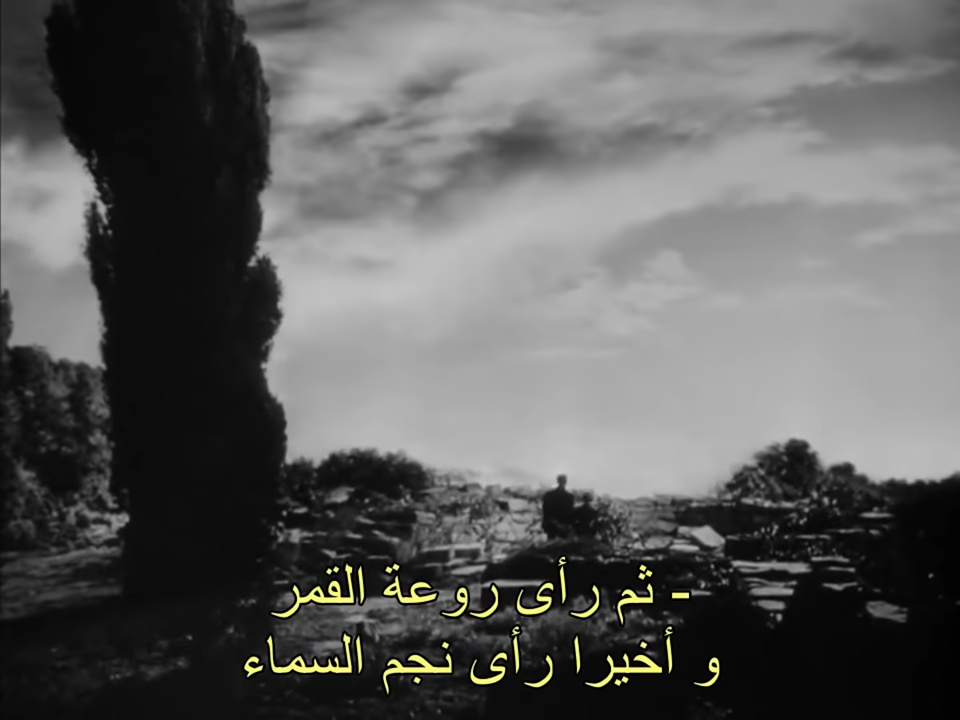 - ثم رأى روعة القمر
و أخيرا رأى نجم السماء